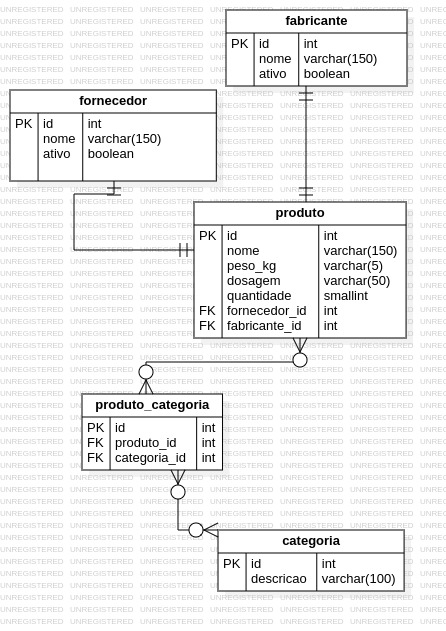 fabricante
PK id int
nome varchar(150)
ativo boolean
fornecedor
PK id int
nome varchar(150)
ativo boolean
produto
PK id int
nome varchar(150)
peso_kg varchar(5)
dosagem varchar(50)
quantidade smallint
FK fornecedor_id int
FK fabricante_id int
produto_categoria
PK id int
FK produto_id int
FK categoria_id int
categoria
PK id int
descricao varchar(100)
UNREGISTERED